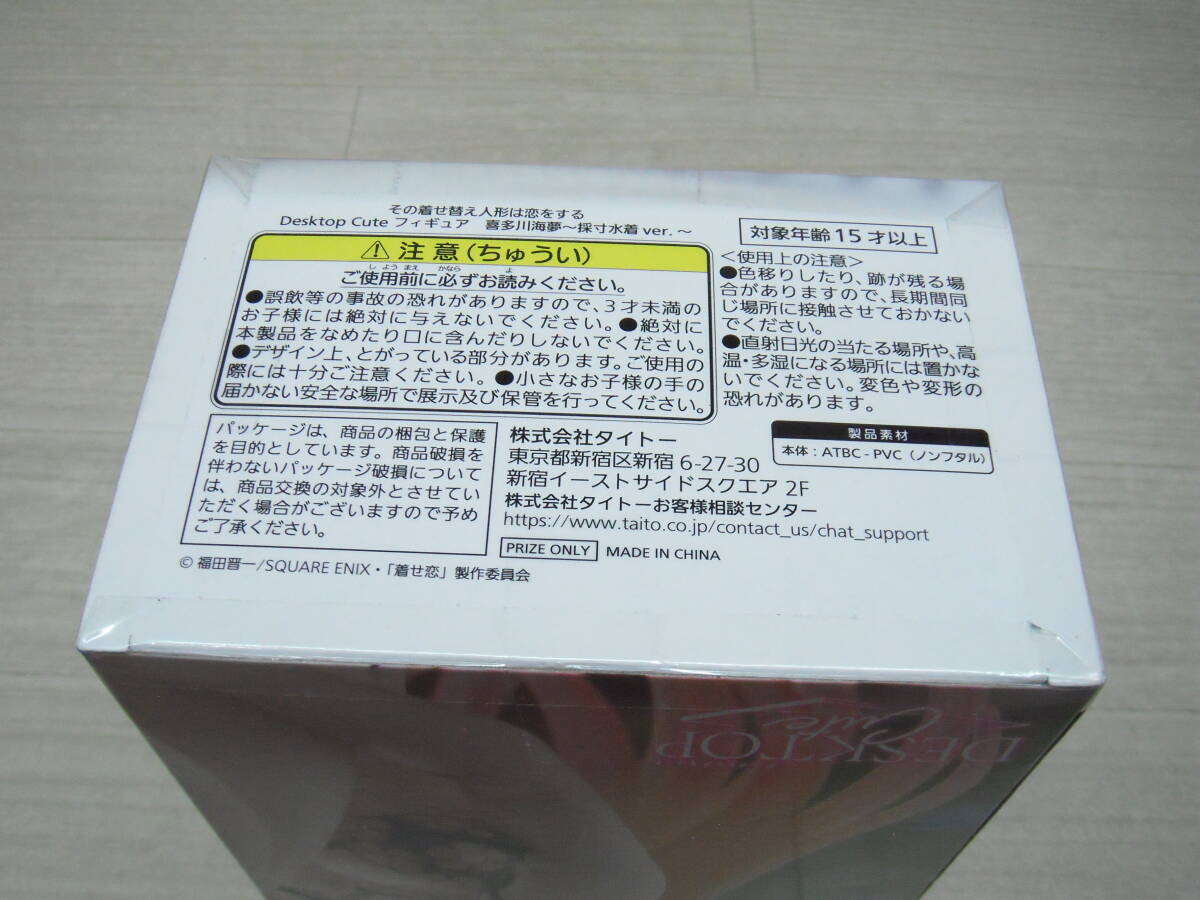 その着せ替え人形は恋をする
Desktop Cute フィギュア 喜多川海夢～採寸水着ver.～
⚠ 注意(ちゅうい)
しようまえ かなら よ
ご使用前に必ずお読みください。
●誤飲等の事故の恐れがありますので、3才未満の
お子様には絶対に与えないでください。●絶対に
本製品をなめたり口に含んだりしないでください。
●デザイン上、とがっている部分があります。ご使用の
際には十分ご注意ください。●小さなお子様の手の
届かない安全な場所で展示及び保管を行ってください。
対象年齢15才以上
＜使用上の注意＞
●色移りしたり、跡が残る場
合がありますので、長期間同
じ場所に接触させておかない
でください。
●直射日光の当たる場所や、高
温・多湿になる場所には置かな
いでください。変色や変形の
恐れがあります。
パッケージは、商品の梱包と保護
を目的としています。商品破損を
伴わないパッケージ破損について
は、商品交換の対象外とさせてい
ただく場合がございますので予め
ご了承ください。
株式会社タイトー
東京都新宿区新宿 6-27-30
新宿イーストサイドスクエア 2F
株式会社タイトーお客様相談センター
https://www.taito.co.jp/contact_us/chat_support
製品素材
本体：ATBC-PVC（ノンフタル）
PRIZE ONLY MADE IN CHINA
© 福田晋一/SQUARE ENIX・「着せ恋」製作委員会
DESKTOP
Cute